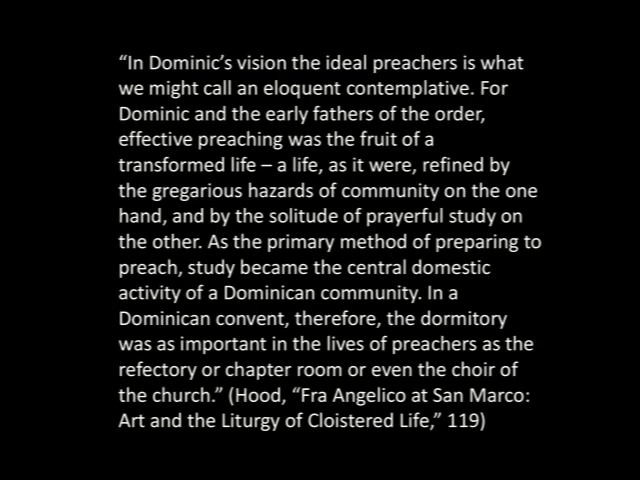 “In Dominic’s vision the ideal preachers is what
we might call an eloquent contemplative. For
Dominic and the early fathers of the order,
effective preaching was the fruit of a
transformed life – a life, as it were, refined by
the gregarious hazards of community on the one
hand, and by the solitude of prayerful study on
the other. As the primary method of preparing to
preach, study became the central domestic
activity of a Dominican community. In a
Dominican convent, therefore, the dormitory
was as important in the lives of preachers as the
refectory or chapter room or even the choir of
the church.” (Hood, “Fra Angelico at San Marco:
Art and the Liturgy of Cloistered Life,” 119)